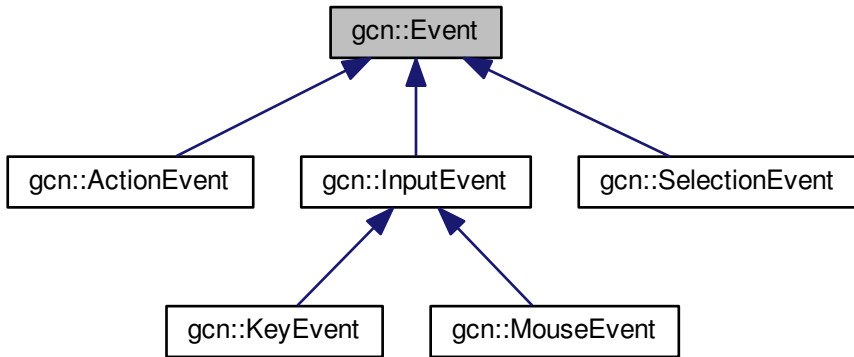 gcn::Event
gcn::ActionEvent
gcn::InputEvent
gcn::SelectionEvent
gcn::KeyEvent
gcn::MouseEvent